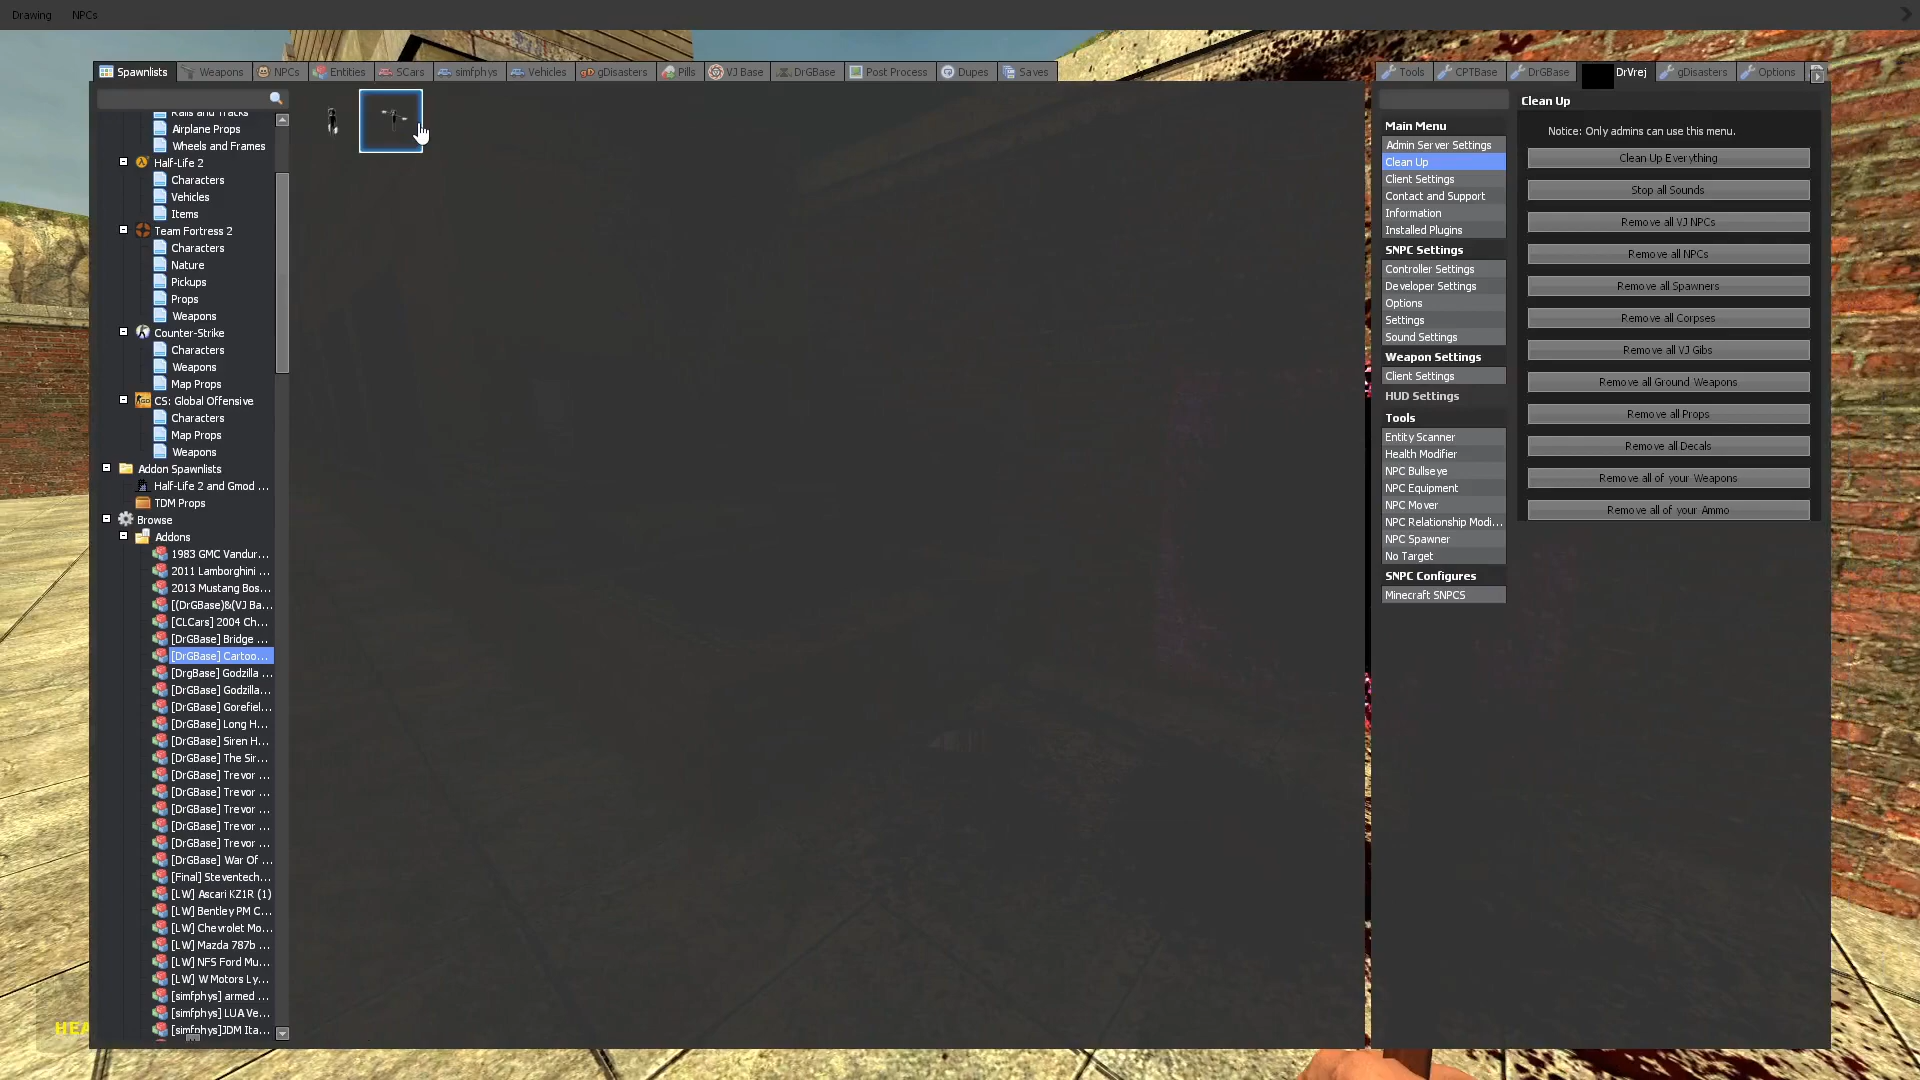 Drawing NPCs
Spawnlists Weapons NPCs Entities SCars simfphys Vehicles gDisasters Pills VJ Base DrGBase Post Process Dupes Saves
Rails and Tracks
Airplane Props
Wheels and Frames
Half-Life 2
Characters
Vehicles
Items
Team Fortress 2
Characters
Nature
Pickups
Props
Weapons
Counter-Strike
Characters
Weapons
Map Props
CS: Global Offensive
Characters
Map Props
Weapons
Addon Spawnlists
Half-Life 2 and Gmod ...
TDM Props
Browse
Addons
1983 GMC Vandur...
2011 Lamborghini ...
2013 Mustang Bos...
[(DrGBase)&(VJ Ba...
[CLCars] 2004 Ch...
[DrGBase] Bridge ...
[DrGBase] Cartoo...
[DrgBase] Godzilla ...
[DrGBase] Godzilla...
[DrGBase] Gorefiel...
[DrGBase] Long H...
[DrGBase] Siren H...
[DrGBase] The Sir...
[DrGBase] Trevor ...
[DrGBase] Trevor ...
[DrGBase] Trevor ...
[DrGBase] Trevor ...
[DrGBase] Trevor ...
[DrGBase] War Of ...
[Final] Steventech...
[LW] Ascari KZ1R (1)
[LW] Bentley PM C...
[LW] Chevrolet Mo...
[LW] Mazda 787b ...
[LW] NFS Ford Mu...
[LW] W Motors Ly...
[simfphys] armed ...
[simfphys] LUA Ve...
[simfphys]JDM Ita...
HEA
Tools CPTBase DrGBase DrVrej gDisasters Options
Main Menu
Admin Server Settings
Clean Up
Client Settings
Contact and Support
Information
Installed Plugins
SNPC Settings
Controller Settings
Developer Settings
Options
Settings
Sound Settings
Weapon Settings
Client Settings
HUD Settings
Tools
Entity Scanner
Health Modifier
NPC Bullseye
NPC Equipment
NPC Mover
NPC Relationship Modi...
NPC Spawner
No Target
SNPC Configures
Minecraft SNPCS
Clean Up
Notice: Only admins can use this menu.
Clean Up Everything
Stop all Sounds
Remove all VJ NPCs
Remove all NPCs
Remove all Spawners
Remove all Corpses
Remove all VJ Gibs
Remove all Ground Weapons
Remove all Props
Remove all Decals
Remove all of your Weapons
Remove all of your Ammo